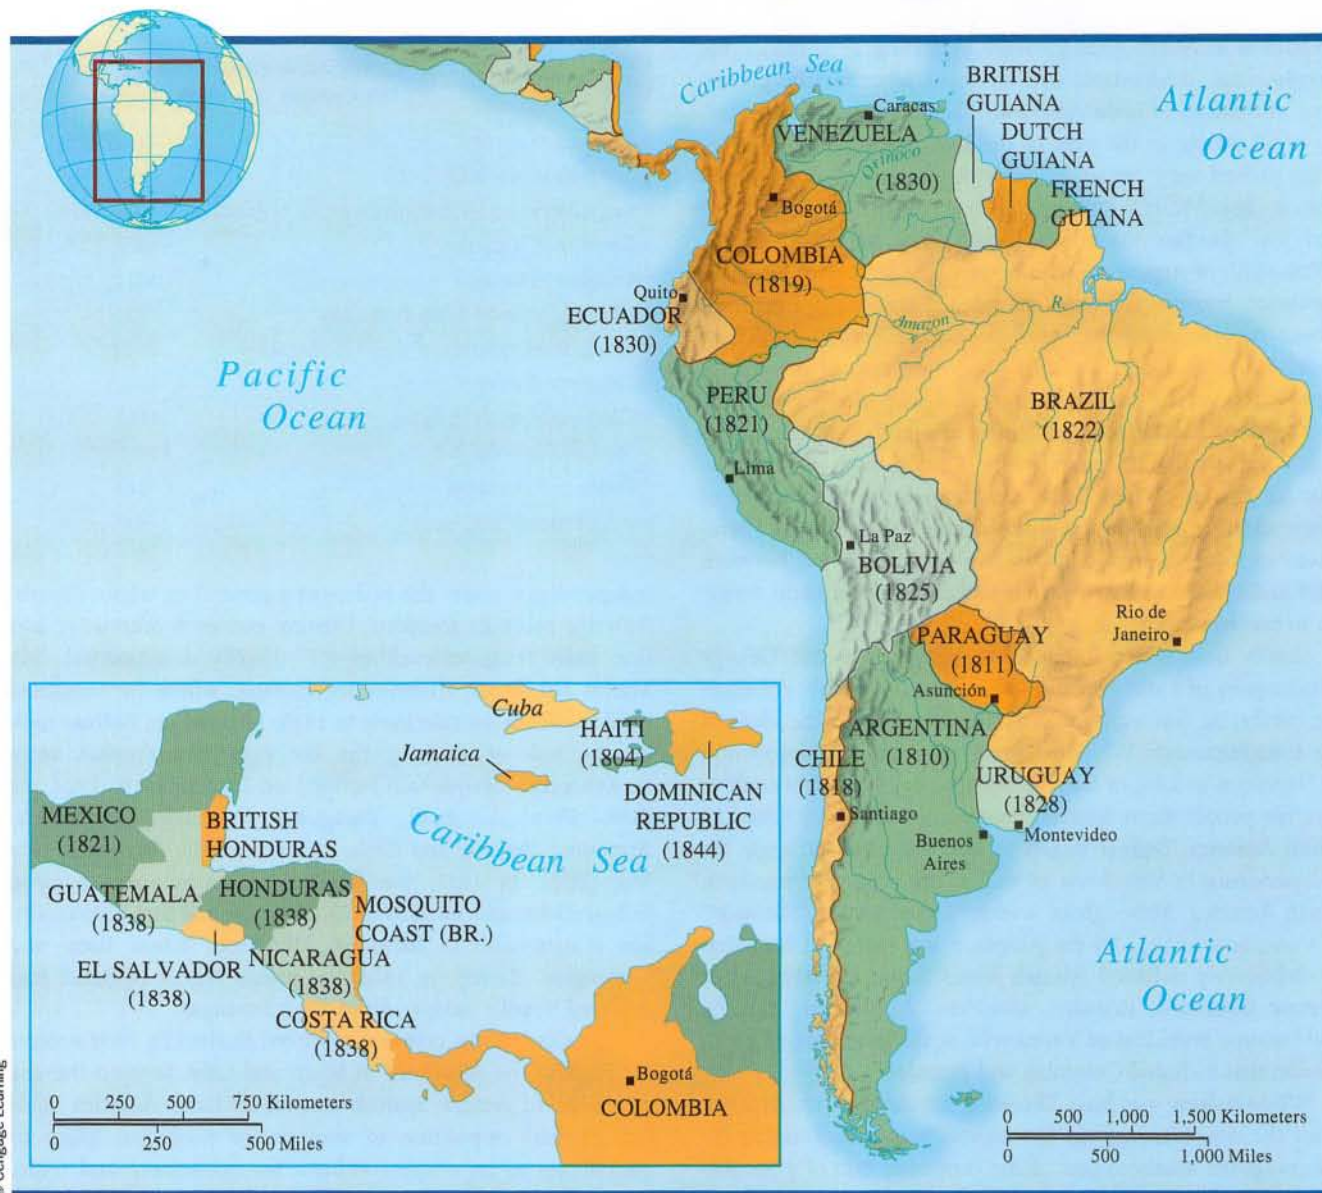 Caribbean Sea
Atlantic
Ocean
BRITISH
GUIANA
DUTCH
GUIANA
FRENCH
GUIANA
Caracas
VENEZUELA
Orinoco
(1830)
Bogotá
COLOMBIA
(1819)
Quito
ECUADOR
(1830)
Amazon
R.
Pacific
Ocean
PERU
(1821)
BRAZIL
(1822)
Lima
La Paz
BOLIVIA
(1825)
Rio de
Janeiro
PARAGUAY
(1811)
Asunción
ARGENTINA
(1810)
CHILE
(1818)
URUGUAY
(1828)
Santiago
Buenos
Aires
Montevideo
Atlantic
Ocean
0 500 1,000 1,500 Kilometers
0 500 1,000 Miles
Cuba
Jamaica
HAITI
(1804)
DOMINICAN
REPUBLIC
(1844)
Caribbean Sea
MEXICO
(1821)
BRITISH
HONDURAS
GUATEMALA
(1838)
HONDURAS
(1838)
MOSQUITO
COAST (BR.)
EL SALVADOR
(1838)
NICARAGUA
(1838)
COSTA RICA
(1838)
Bogotá
COLOMBIA
0 250 500 750 Kilometers
0 250 500 Miles
© Cengage Learning